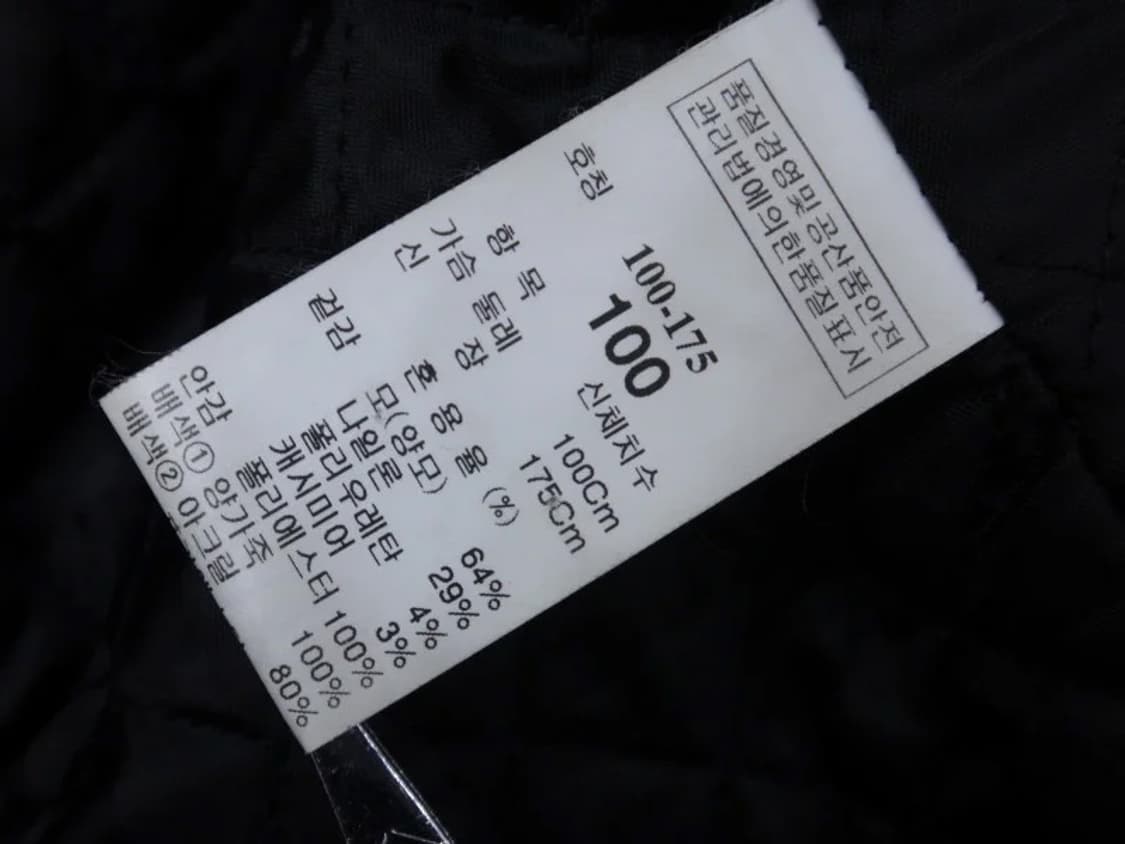 품질경영및 공산품안전
관리법에의한품질 표시
호칭 100-175
100
항 목 신체치수
가슴 둘레 100Cm
신 장 175Cm
혼 용 율 (%)
겉감 모(양모) 64%
나일론 29%
폴리우레탄 4%
캐시미어 3%
안감 폴리에스터 100%
배색① 양가죽 100%
배색② 아크릴 80%